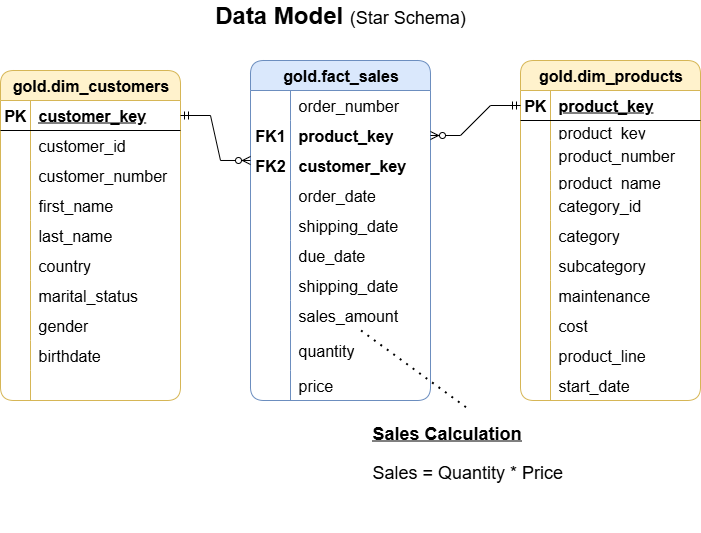 Data Model (Star Schema)
gold.dim_customers
PK customer_key
customer_id
customer_number
first_name
last_name
country
marital_status
gender
birthdate
gold.fact_sales
order_number
FK1 product_key
FK2 customer_key
order_date
shipping_date
due_date
shipping_date
sales_amount
quantity
price
gold.dim_products
PK product_key
product_key
product_number
product_name
category_id
category
subcategory
maintenance
cost
product_line
start_date
Sales Calculation
Sales = Quantity * Price